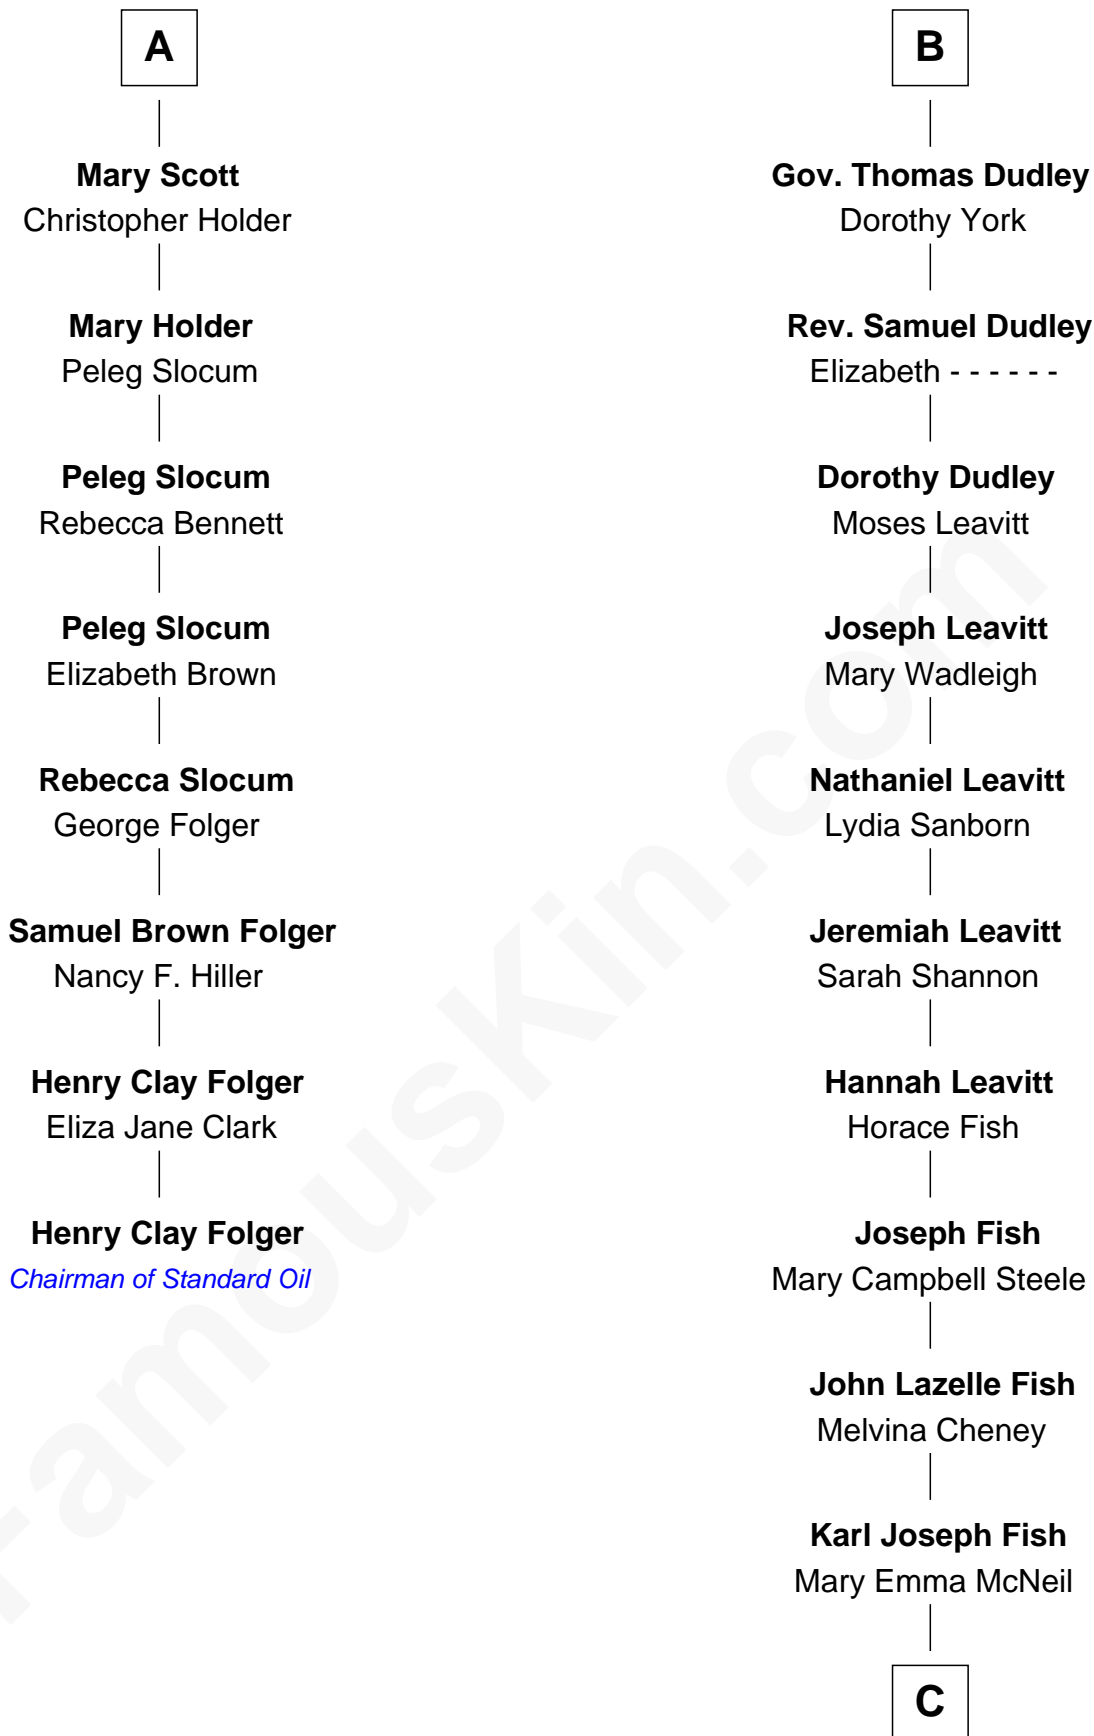 A
Mary Scott
Christopher Holder
Mary Holder
Peleg Slocum
Peleg Slocum
Rebecca Bennett
Peleg Slocum
Elizabeth Brown
Rebecca Slocum
George Folger
Samuel Brown Folger
Nancy F. Hiller
Henry Clay Folger
Eliza Jane Clark
Henry Clay Folger
Chairman of Standard Oil
B
Gov. Thomas Dudley
Dorothy York
Rev. Samuel Dudley
Elizabeth - - - - - -
Dorothy Dudley
Moses Leavitt
Joseph Leavitt
Mary Wadleigh
Nathaniel Leavitt
Lydia Sanborn
Jeremiah Leavitt
Sarah Shannon
Hannah Leavitt
Horace Fish
Joseph Fish
Mary Campbell Steele
John Lazelle Fish
Melvina Cheney
Karl Joseph Fish
Mary Emma McNeil
C
FamousKin.com